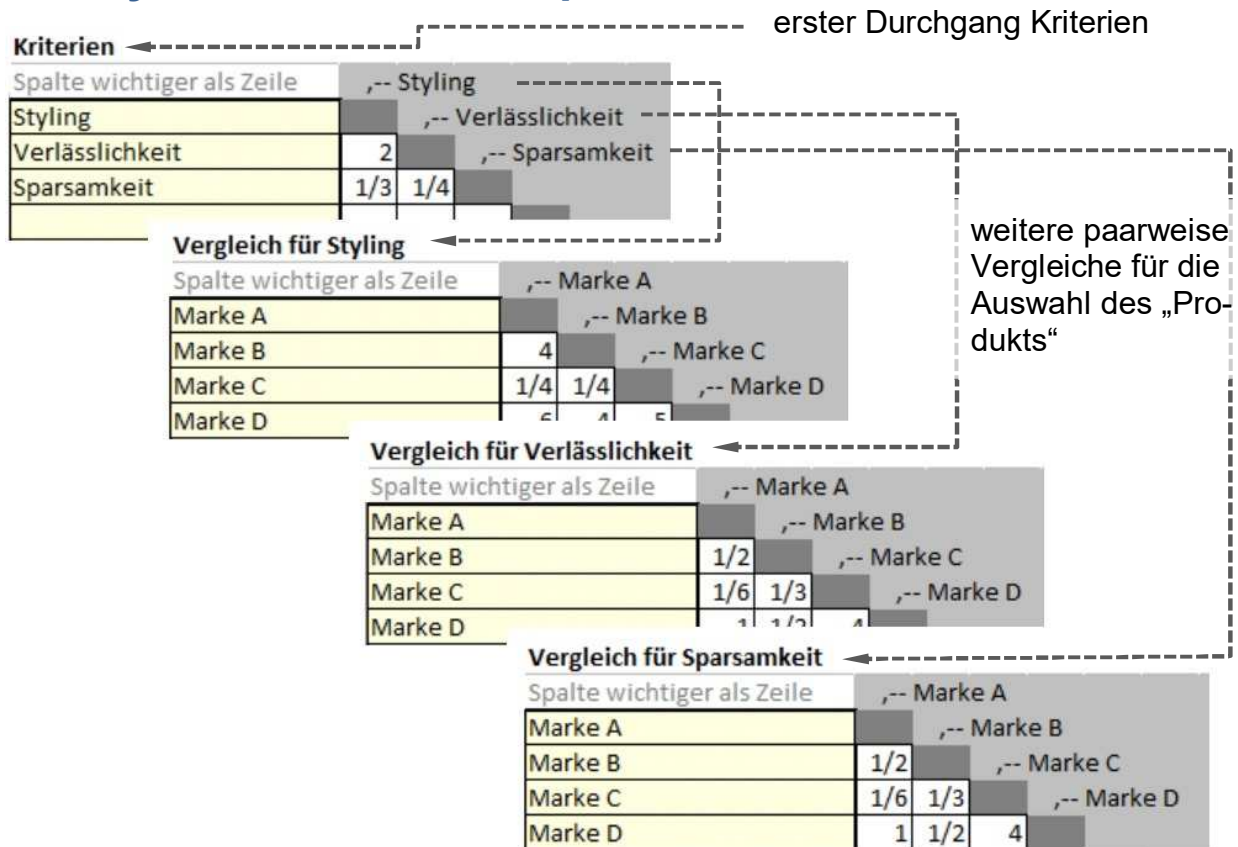 erster Durchgang Kriterien
Kriterien
Spalte wichtiger als Zeile ,-- Styling
Styling ,-- Verlässlichkeit
Verlässlichkeit 2 ,-- Sparsamkeit
Sparsamkeit 1/3 1/4
weitere paarweise
Vergleiche für die
Auswahl des „Pro-
dukts“
Vergleich für Styling
Spalte wichtiger als Zeile ,-- Marke A
Marke A ,-- Marke B
Marke B 4 ,-- Marke C
Marke C 1/4 1/4 ,-- Marke D
Marke D 6 4 5
Vergleich für Verlässlichkeit
Spalte wichtiger als Zeile ,-- Marke A
Marke A ,-- Marke B
Marke B 1/2 ,-- Marke C
Marke C 1/6 1/3 ,-- Marke D
Marke D 1 1/2 4
Vergleich für Sparsamkeit
Spalte wichtiger als Zeile ,-- Marke A
Marke A ,-- Marke B
Marke B 1/2 ,-- Marke C
Marke C 1/6 1/3 ,-- Marke D
Marke D 1 1/2 4